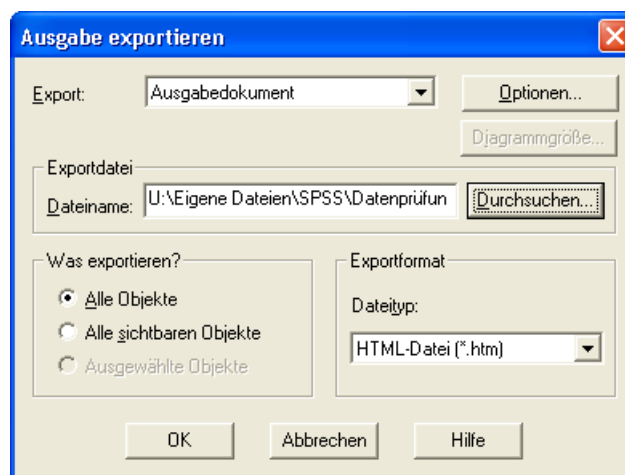 Ausgabe exportieren
Export:
Ausgabedokument
Optionen...
Diagrammgröße...
Exportdatei
Dateiname:
U:\Eigene Dateien\SPSS\Datenprüfun
Durchsuchen...
Was exportieren?
Alle Objekte
Alle sichtbaren Objekte
Ausgewählte Objekte
Exportformat
Dateityp:
HTML-Datei (*.htm)
OK
Abbrechen
Hilfe